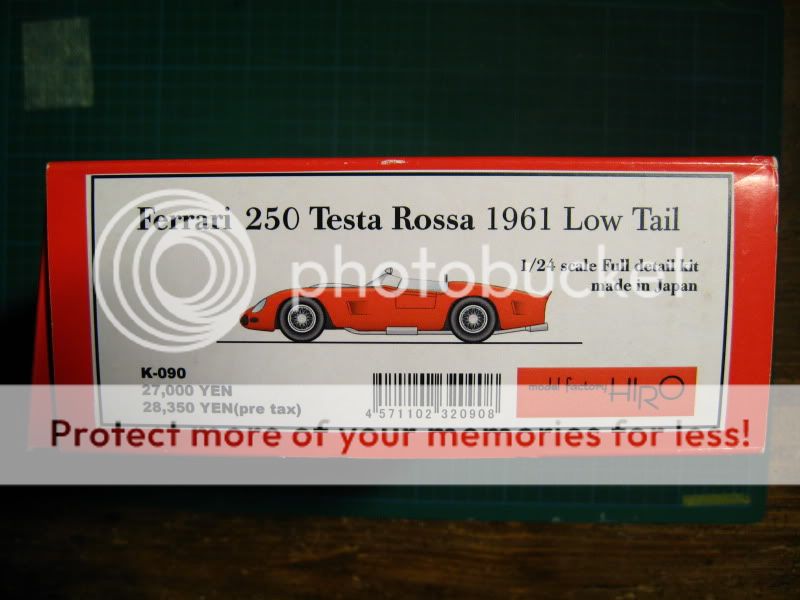 Ferrari 250 Testa Rossa 1961 Low Tail
photobucket
1/24 scale Full detail kit
made in Japan
K-090
27,000 YEN
28,350 YEN(pre tax)
4 571102 320908
model factory HIRO
Protect more of your memories for less!